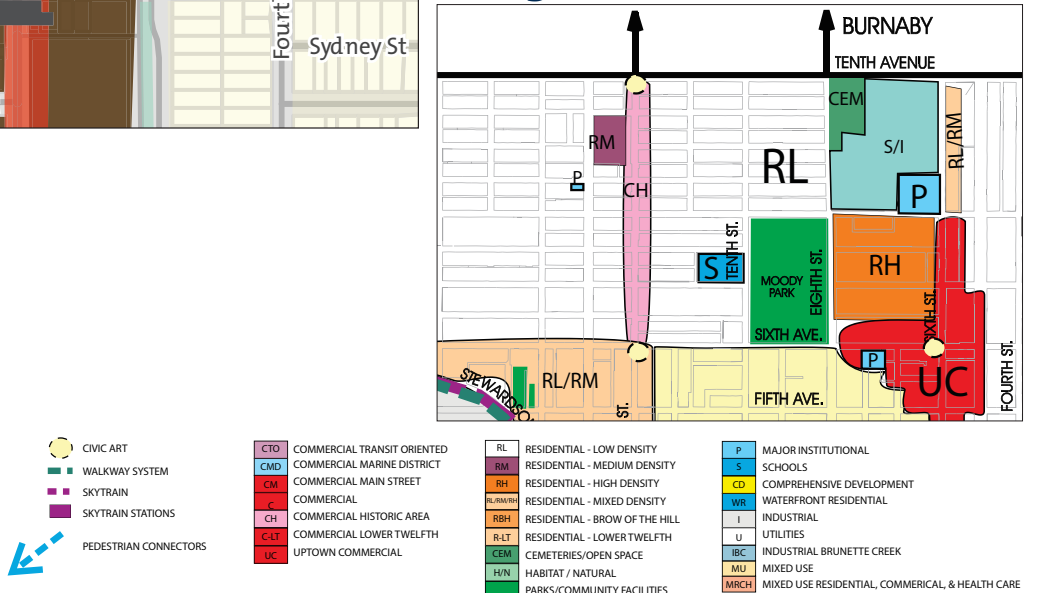 Fourt
Sydney St
BURNABY
TENTH AVENUE
CEM
S/I
RL/RM
RM
RL
P
CH
P
S
TENTH ST.
MOODY
PARK
EIGHTH ST.
RH
SIXTH ST.
SIXTH AVE.
P
UC
FOURTH ST.
STEWARDSO
RL/RM
ST.
FIFTH AVE.
CIVIC ART
WALKWAY SYSTEM
SKYTRAIN
SKYTRAIN STATIONS
PEDESTRIAN CONNECTORS
CTO COMMERCIAL TRANSIT ORIENTED
CMD COMMERCIAL MARINE DISTRICT
CM COMMERCIAL MAIN STREET
C COMMERCIAL
CH COMMERCIAL HISTORIC AREA
C-LT COMMERCIAL LOWER TWELFTH
UC UPTOWN COMMERCIAL
RL RESIDENTIAL - LOW DENSITY
RM RESIDENTIAL - MEDIUM DENSITY
RH RESIDENTIAL - HIGH DENSITY
RL/RM/RH RESIDENTIAL - MIXED DENSITY
RBH RESIDENTIAL - BROW OF THE HILL
R-LT RESIDENTIAL - LOWER TWELFTH
CEM CEMETERIES/OPEN SPACE
H/N HABITAT / NATURAL
PARKS/COMMUNITY FACILITIES
P MAJOR INSTITUTIONAL
S SCHOOLS
CD COMPREHENSIVE DEVELOPMENT
WR WATERFRONT RESIDENTIAL
I INDUSTRIAL
U UTILITIES
IBC INDUSTRIAL BRUNETTE CREEK
MU MIXED USE
MRCH MIXED USE RESIDENTIAL, COMMERICAL, & HEALTH CARE